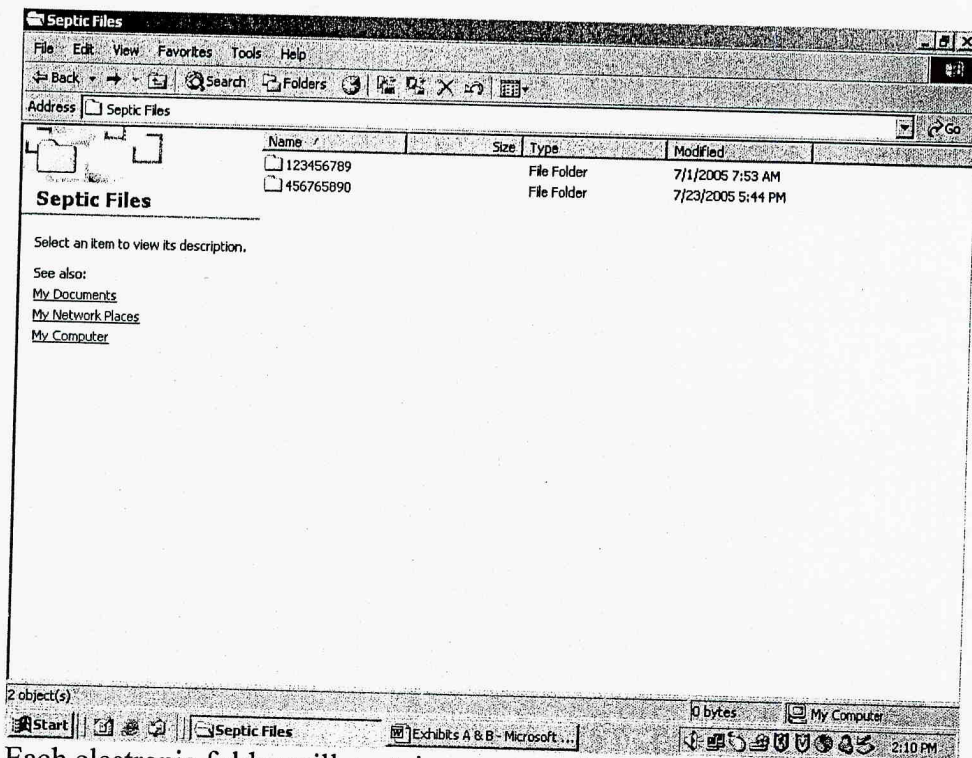 Septic Files
File Edit View Favorites Tools Help
Back Search Folders
Address Septic Files Go
Name Size Type Modified
123456789 File Folder 7/1/2005 7:53 AM
456765890 File Folder 7/23/2005 5:44 PM
Septic Files
Select an item to view its description.
See also:
My Documents
My Network Places
My Computer
2 object(s) 0 bytes My Computer
Start Septic Files Exhibits A & B - Microsoft ... 2:10 PM
Each electronic folder will